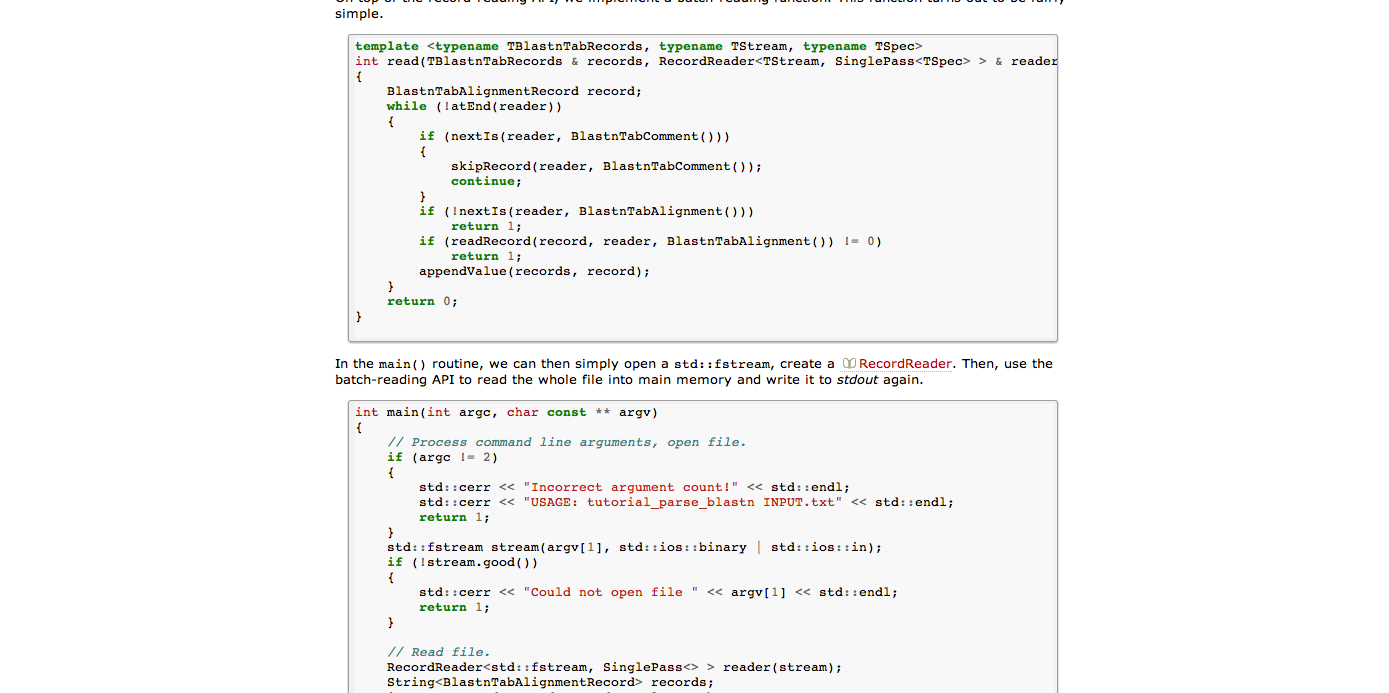 simple.
template <typename TBlastnTabRecords, typename TStream, typename TSpec>
int read(TBlastnTabRecords & records, RecordReader<TStream, SinglePass<TSpec> > & reader
{
    BlastnTabAlignmentRecord record;
    while (!atEnd(reader))
    {
        if (nextIs(reader, BlastnTabComment()))
        {
            skipRecord(reader, BlastnTabComment());
            continue;
        }
        if (!nextIs(reader, BlastnTabAlignment()))
            return 1;
        if (readRecord(record, reader, BlastnTabAlignment()) != 0)
            return 1;
        appendValue(records, record);
    }
    return 0;
}
In the main() routine, we can then simply open a std::fstream, create a RecordReader. Then, use the
batch-reading API to read the whole file into main memory and write it to stdout again.
int main(int argc, char const ** argv)
{
    // Process command line arguments, open file.
    if (argc != 2)
    {
        std::cerr << "Incorrect argument count!" << std::endl;
        std::cerr << "USAGE: tutorial_parse_blastn INPUT.txt" << std::endl;
        return 1;
    }
    std::fstream stream(argv[1], std::ios::binary | std::ios::in);
    if (!stream.good())
    {
        std::cerr << "Could not open file " << argv[1] << std::endl;
        return 1;
    }
    // Read file.
    RecordReader<std::fstream, SinglePass<> > reader(stream);
    String<BlastnTabAlignmentRecord> records;